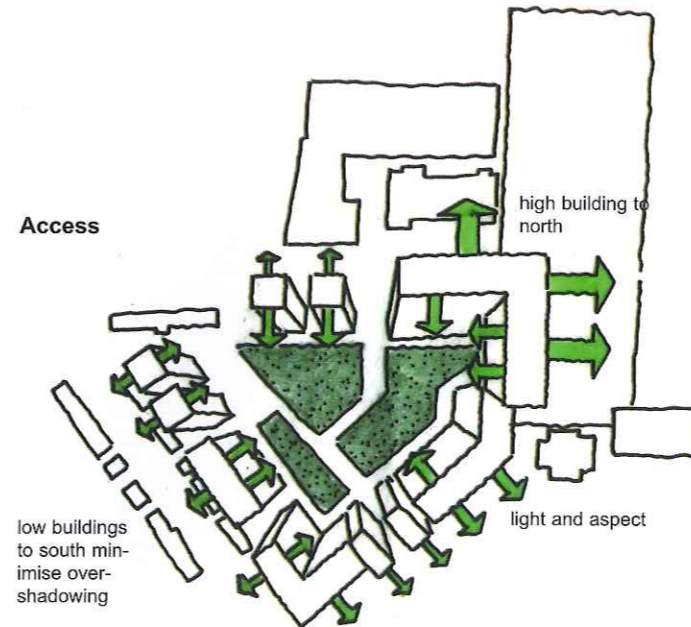 high building to
north
Access
low buildings
to south min-
imise over-
shadowing
light and aspect